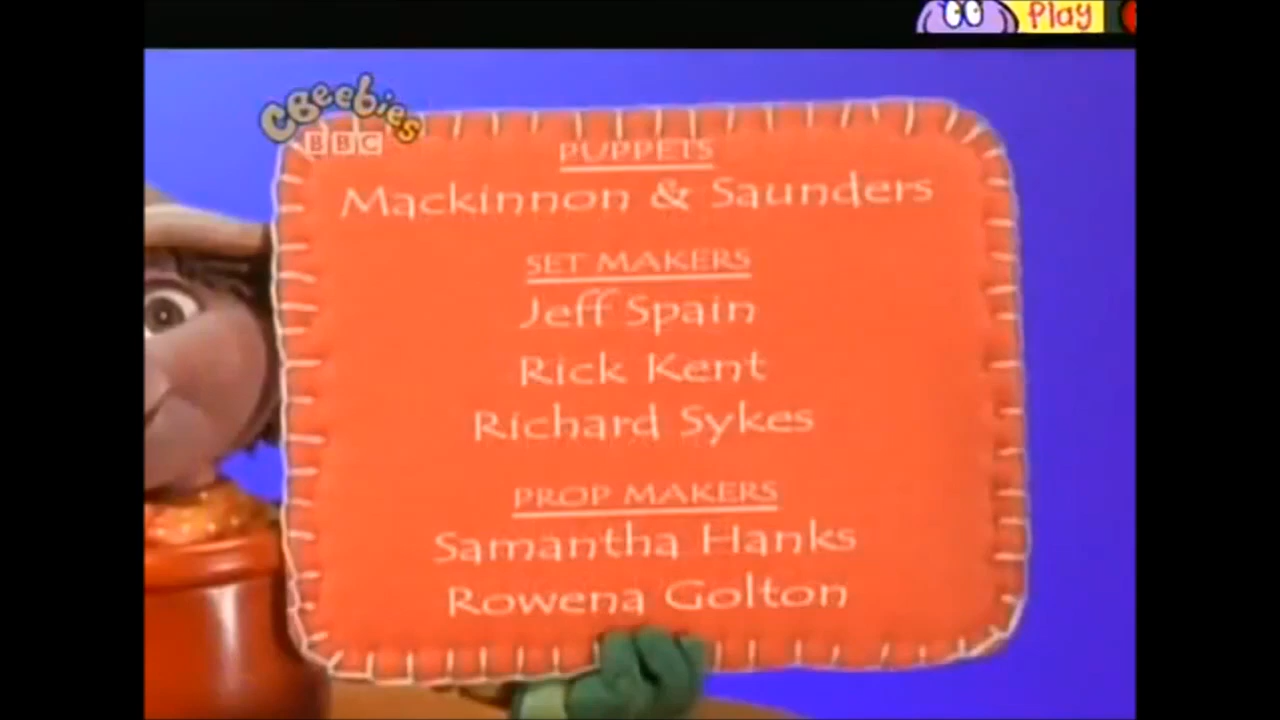 Play
CBeebies
BBC
PUPPETS
Mackinnon & Saunders
SET MAKERS
Jeff Spain
Rick Kent
Richard Sykes
PROP MAKERS
Samantha Hanks
Rowena Golton